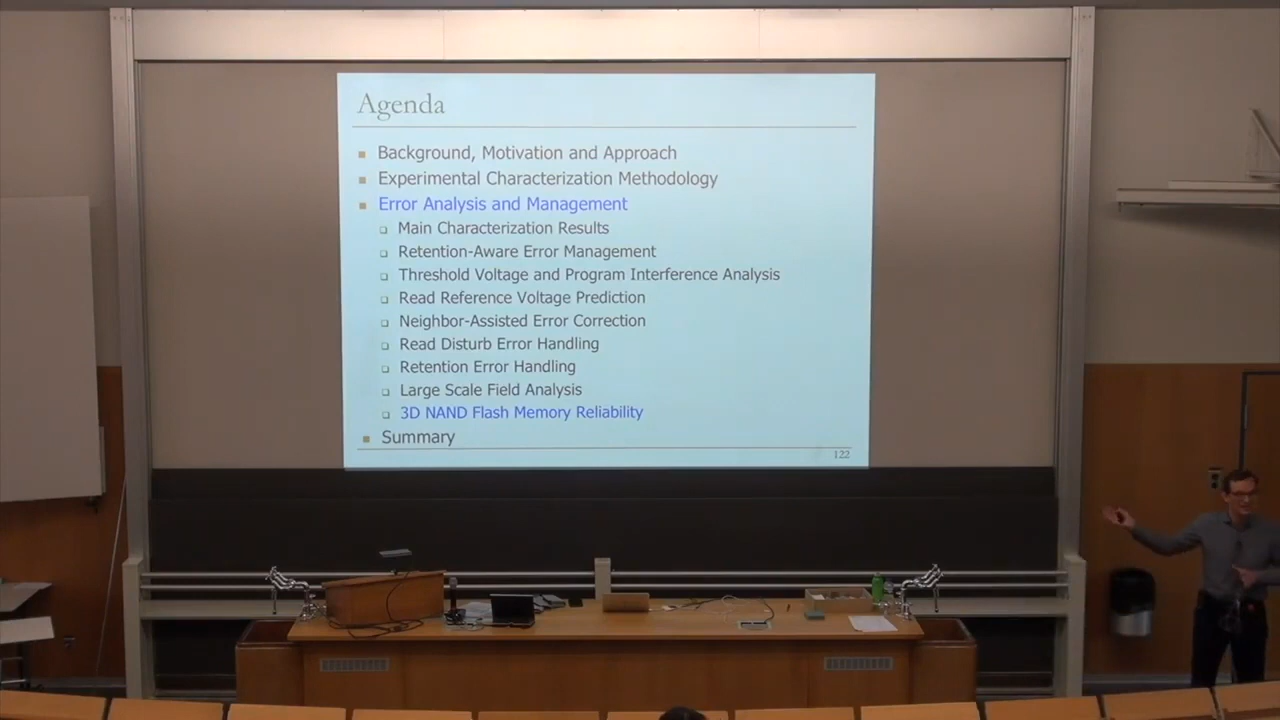 Agenda
Background, Motivation and Approach
Experimental Characterization Methodology
Error Analysis and Management
Main Characterization Results
Retention-Aware Error Management
Threshold Voltage and Program Interference Analysis
Read Reference Voltage Prediction
Neighbor-Assisted Error Correction
Read Disturb Error Handling
Retention Error Handling
Large Scale Field Analysis
3D NAND Flash Memory Reliability
Summary
122